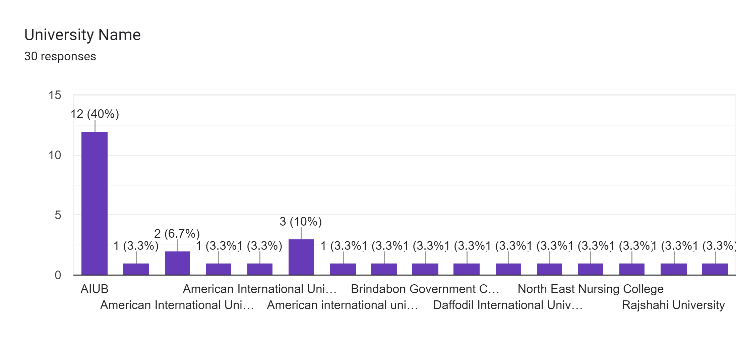 University Name
30 responses
15
10
5
0
12 (40%)
1 (3.3%)
2 (6.7%)
1 (3.3%)
1 (3.3%)
3 (10%)
1 (3.3%)
1 (3.3%)
1 (3.3%)
1 (3.3%)
1 (3.3%)
1 (3.3%)
1 (3.3%)
1 (3.3%)
1 (3.3%)
1 (3.3%)
AIUB
American International Uni…
American International Uni…
American international uni…
Brindabon Government C…
Daffodil International Univ…
North East Nursing College
Rajshahi University